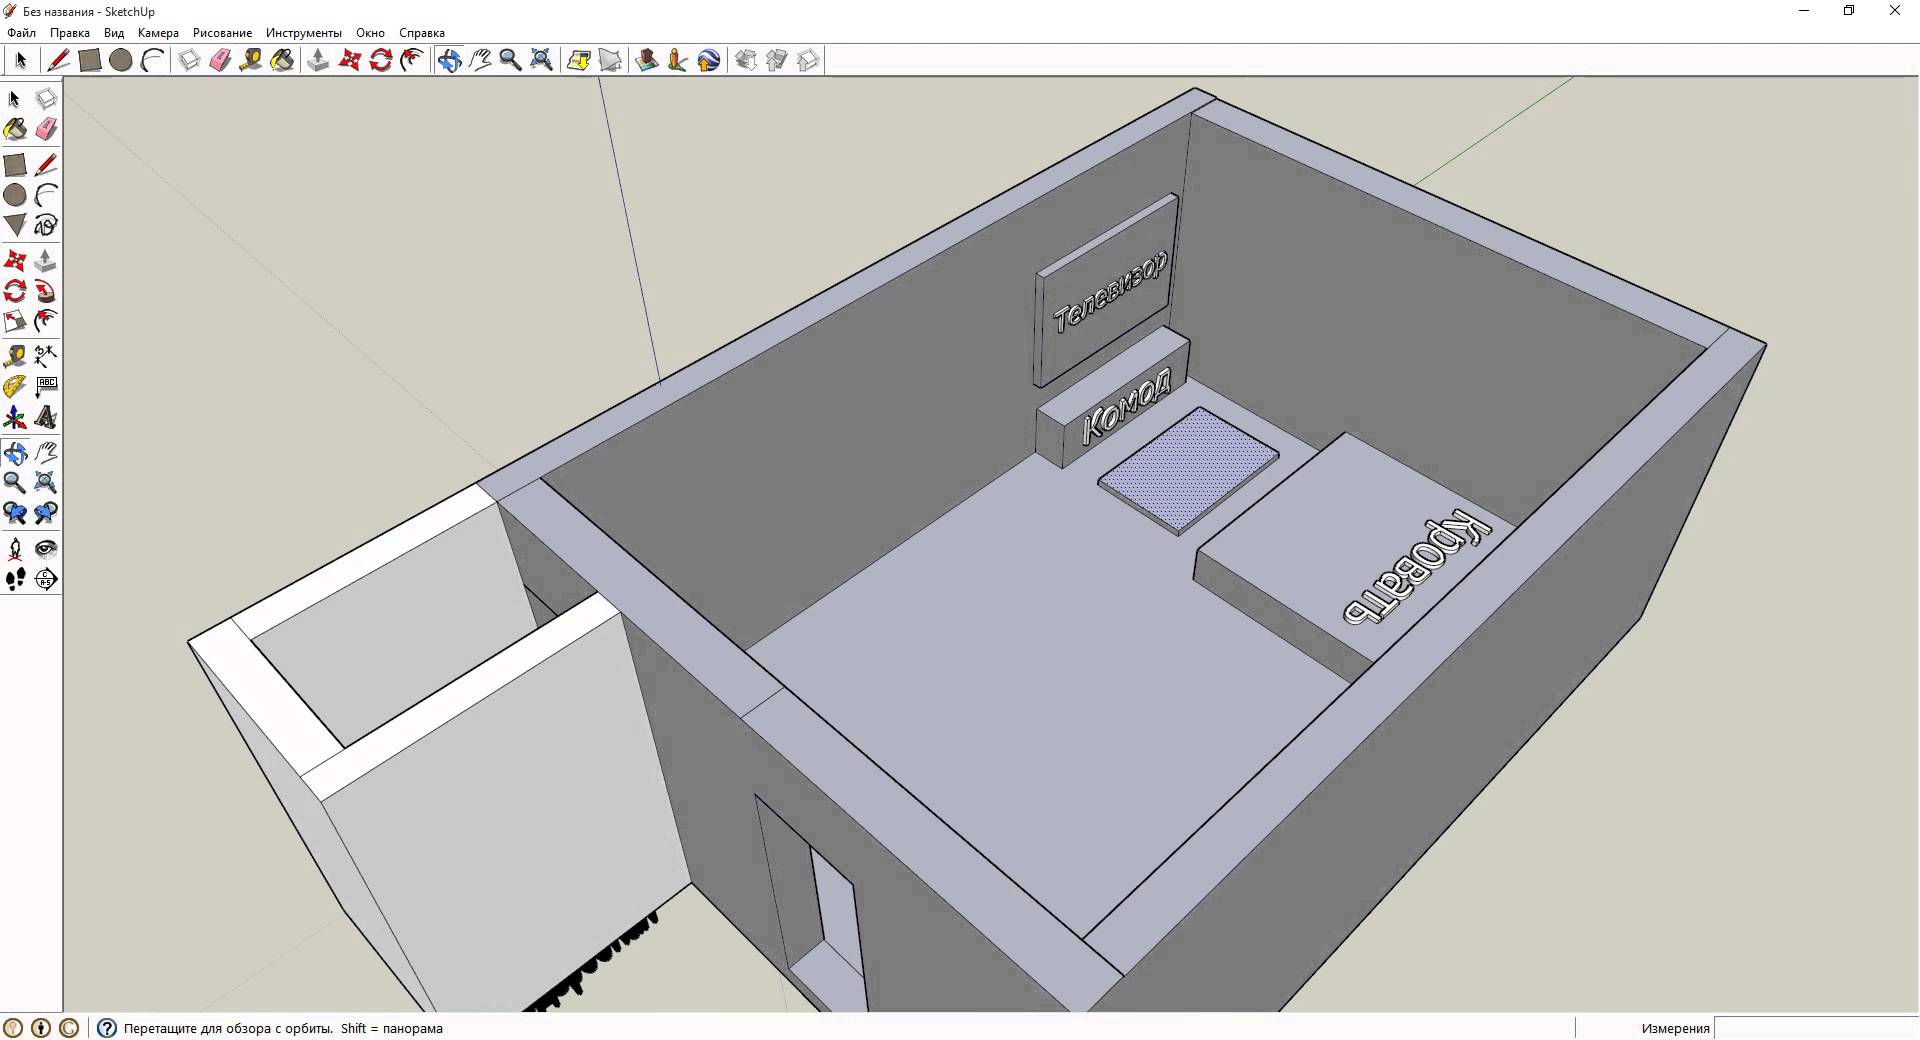 Без названия - SketchUp
Файл Правка Вид Камера Рисование Инструменты Окно Справка
ABC
Телевизор
Комод
Кровать
Перетащите для обзора с орбиты. Shift = панорама
Измерения